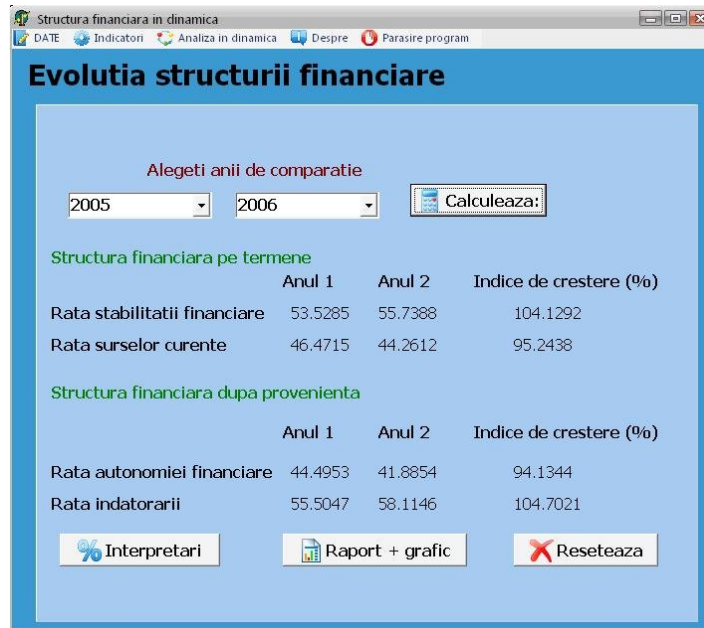 Structura financiara in dinamica
DATE Indicatori Analiza in dinamica Despre Parasire program
Evolutia structurii financiare
Alegeti anii de comparatie
2005 2006 Calculeaza:
Structura financiara pe termene
Anul 1 Anul 2 Indice de crestere (%)
Rata stabilitatii financiare 53.5285 55.7388 104.1292
Rata surselor curente 46.4715 44.2612 95.2438
Structura financiara dupa provenienta
Anul 1 Anul 2 Indice de crestere (%)
Rata autonomiei financiare 44.4953 41.8854 94.1344
Rata indatorarii 55.5047 58.1146 104.7021
Interpretari Raport + grafic Reseteaza